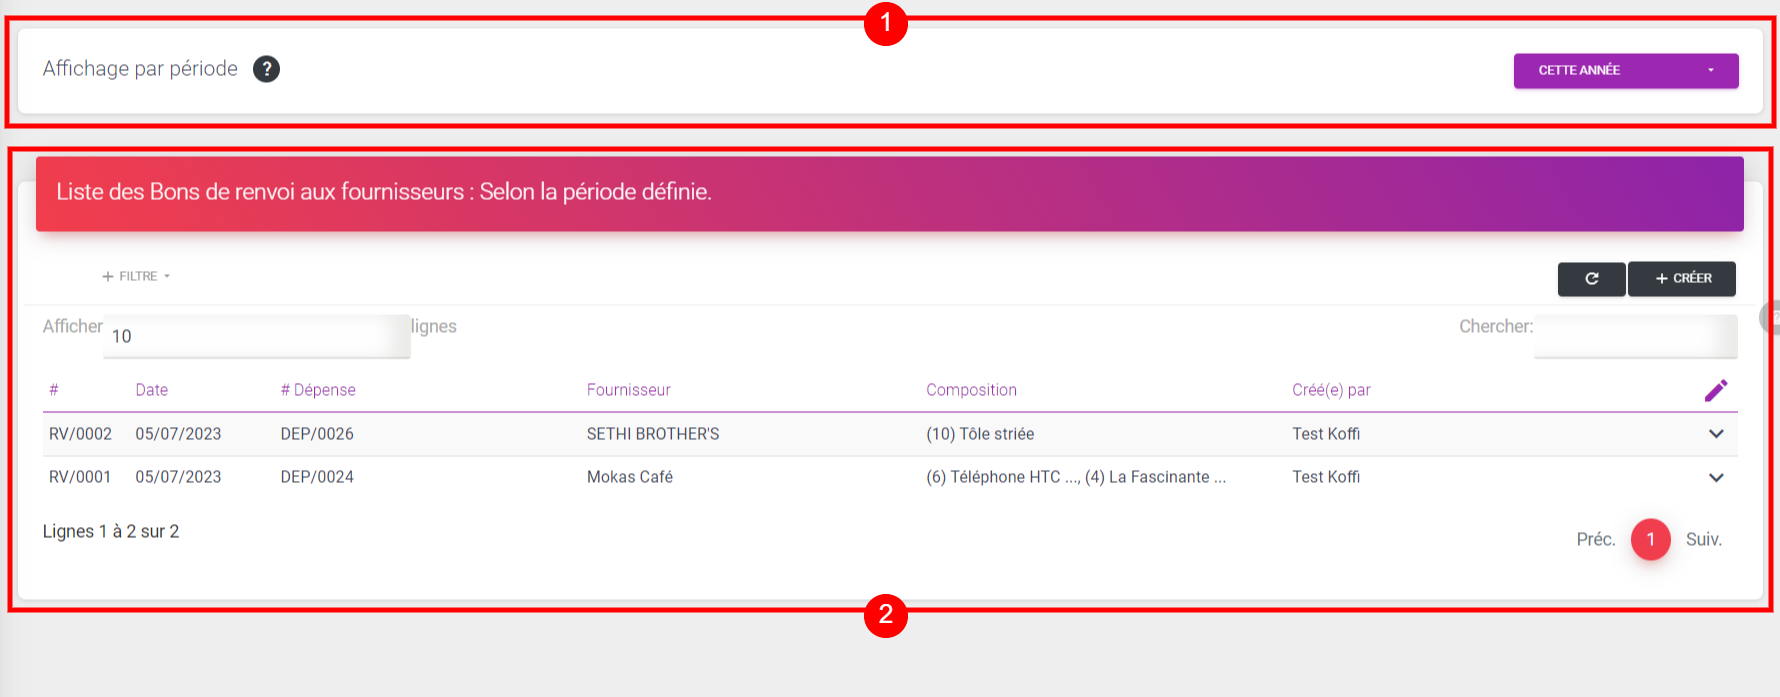 1
Affichage par période ?
CETTE ANNÉE
Liste des Bons de renvoi aux fournisseurs : Selon la période définie.
+ FILTRE
+ CRÉER
Afficher 10 lignes
Chercher:
# Date # Dépense Fournisseur Composition Créé(e) par
RV/0002 05/07/2023 DEP/0026 SETHI BROTHER'S (10) Tôle striée Test Koffi
RV/0001 05/07/2023 DEP/0024 Mokas Café (6) Téléphone HTC ..., (4) La Fascinante ... Test Koffi
Lignes 1 à 2 sur 2
Préc. 1 Suiv.
2